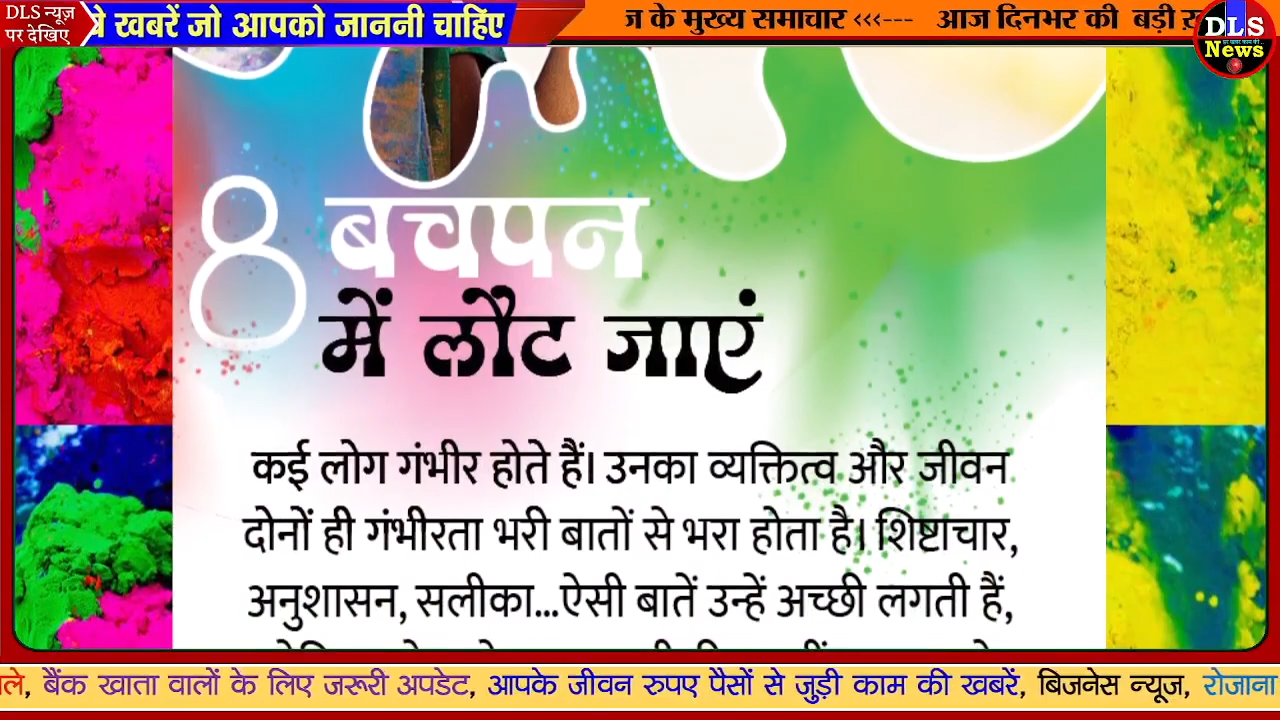 DLS न्यूज़
पर देखिए
खबरें जो आपको जाननी चाहिए
के मुख्य समाचार <<<--- आज दिनभर की बड़ी
DLS
News
8 बचपन
में लौट जाएं
कई लोग गंभीर होते हैं। उनका व्यक्तित्व और जीवन
दोनों ही गंभीरता भरी बातों से भरा होता है। शिष्टाचार,
अनुशासन, सलीका...ऐसी बातें उन्हें अच्छी लगती हैं,
बैंक खाता वालों के लिए जरूरी अपडेट, आपके जीवन रुपए पैसों से जुड़ी काम की खबरें, बिजनेस न्यूज, रोजाना